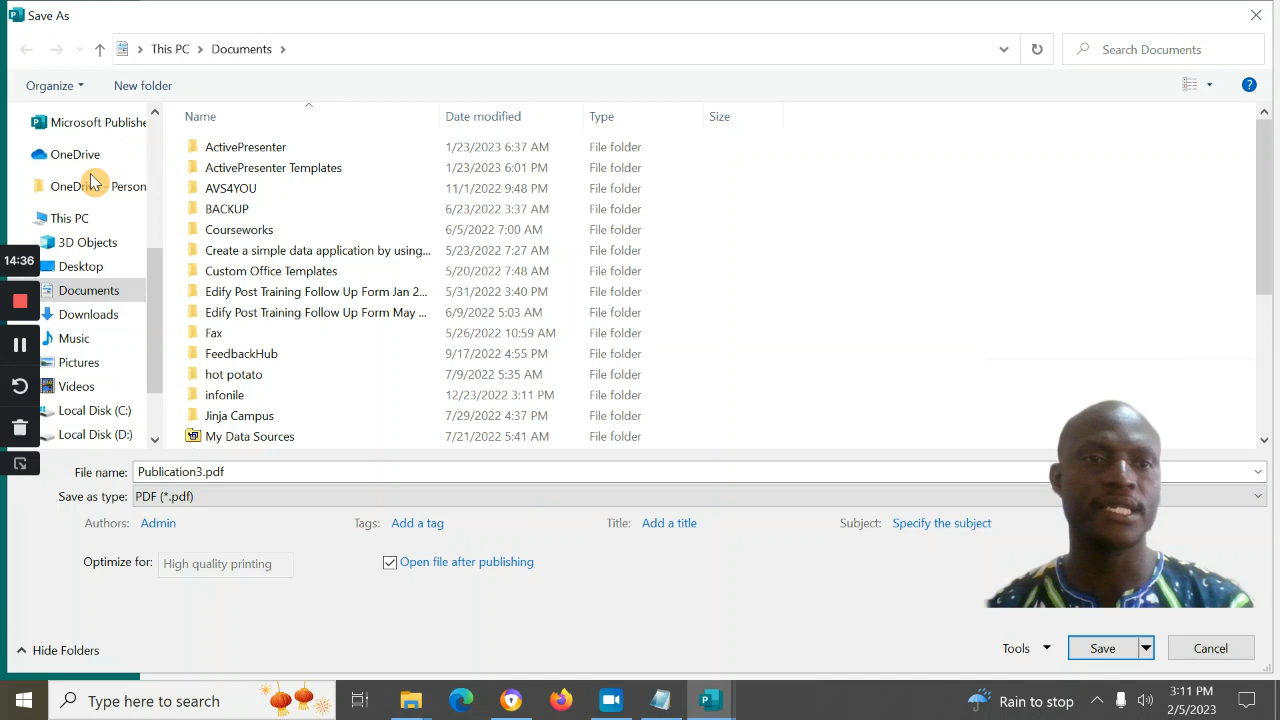 Save As
This PC > Documents >
Search Documents
Organize
New folder
Name
Date modified
Type
Size
Microsoft Publishe
OneDrive
Person
This PC
3D Objects
Desktop
Documents
Downloads
Music
Pictures
Videos
Local Disk (C:)
Local Disk (D:)
14:36
ActivePresenter 1/23/2023 6:37 AM File folder
ActivePresenter Templates 1/23/2023 6:01 PM File folder
AVS4YOU 11/1/2022 9:48 PM File folder
BACKUP 6/23/2022 3:37 AM File folder
Courseworks 6/5/2022 7:00 AM File folder
Create a simple data application by using... 5/23/2022 7:27 AM File folder
Custom Office Templates 5/20/2022 7:48 AM File folder
Edify Post Training Follow Up Form Jan 2... 5/31/2022 3:40 PM File folder
Edify Post Training Follow Up Form May ... 6/9/2022 5:03 AM File folder
Fax 5/26/2022 10:59 AM File folder
FeedbackHub 9/17/2022 4:55 PM File folder
hot potato 7/9/2022 5:35 AM File folder
infonile 12/23/2022 3:11 PM File folder
Jinja Campus 7/29/2022 4:37 PM File folder
My Data Sources 7/21/2022 5:41 AM File folder
File name: Publication3.pdf
Save as type: PDF (*.pdf)
Authors: Admin
Tags: Add a tag
Title: Add a title
Subject: Specify the subject
Optimize for: High quality printing
Open file after publishing
Hide Folders
Tools
Save
Cancel
Type here to search
Rain to stop
3:11 PM
2/5/2023